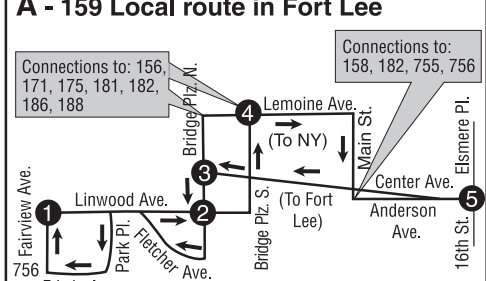 A - 159 Local route in Fort Lee
Connections to: 156,
171, 175, 181, 182,
186, 188
Connections to:
158, 182, 755, 756
Bridge Plz. N.
4
Lemoine Ave.
(To NY)
Main St.
Elsmere Pl.
3
Center Ave.
(To Fort
Lee)
Anderson
Ave.
5
16th St.
Bridge Plz. S.
Fairview Ave.
1
Linwood Ave.
2
Park Pl.
Fletcher Ave.
756